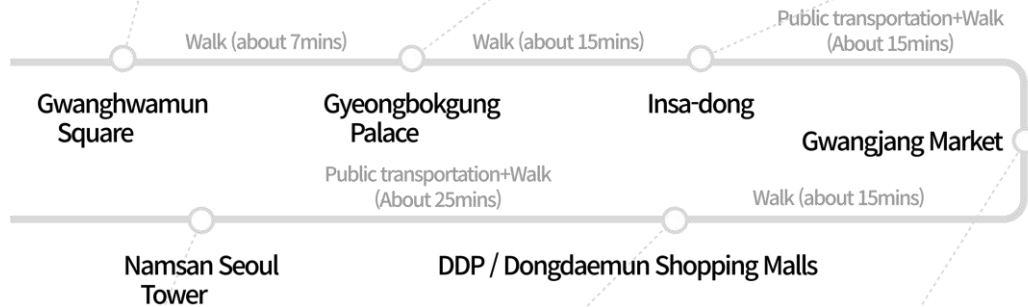 Public transportation+Walk
(About 15mins)
Walk (about 7mins)
Walk (about 15mins)
Gwanghwamun
Square
Gyeongbokgung
Palace
Insa-dong
Gwangjang Market
Public transportation+Walk
(About 25mins)
Walk (about 15mins)
Namsan Seoul
Tower
DDP / Dongdaemun Shopping Malls